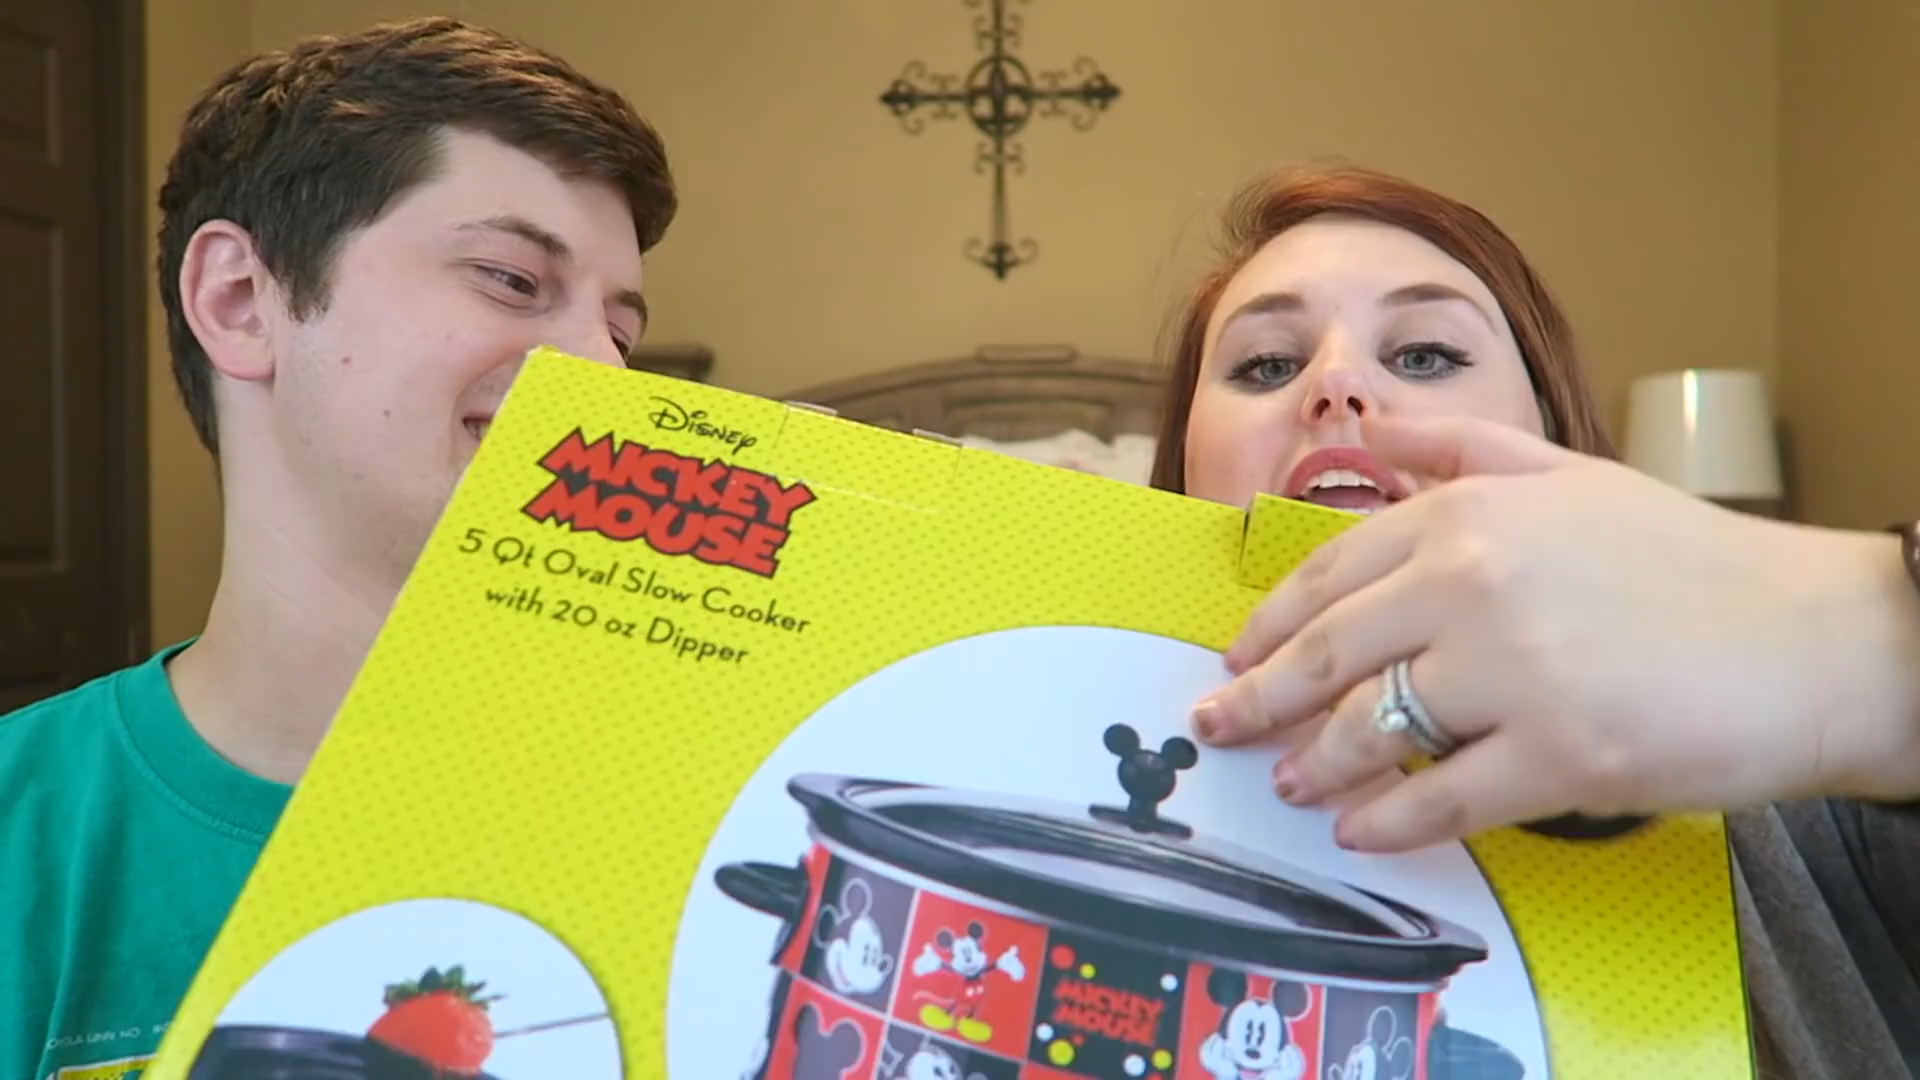 Disney
MICKEY
MOUSE
5 Qt Oval Slow Cooker
with 20 oz Dipper
MICKEY
MOUSE